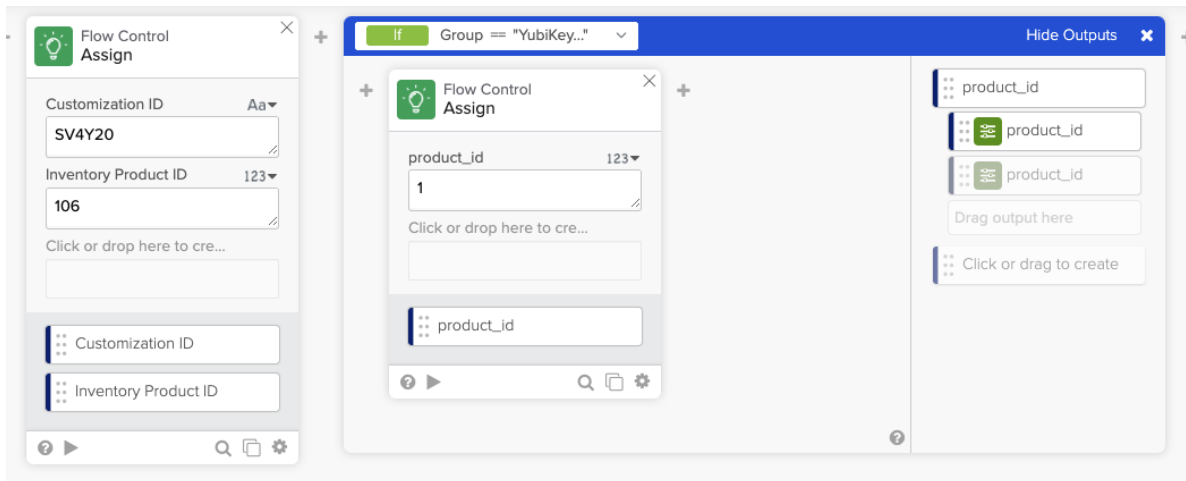 Flow Control
Assign
Customization ID
Aa
SV4Y20
Inventory Product ID
123
106
Click or drop here to cre...
Customization ID
Inventory Product ID
If
Group == "YubiKey..."
Hide Outputs
Flow Control
Assign
product_id
123
1
Click or drop here to cre...
product_id
product_id
product_id
product_id
Drag output here
Click or drag to create